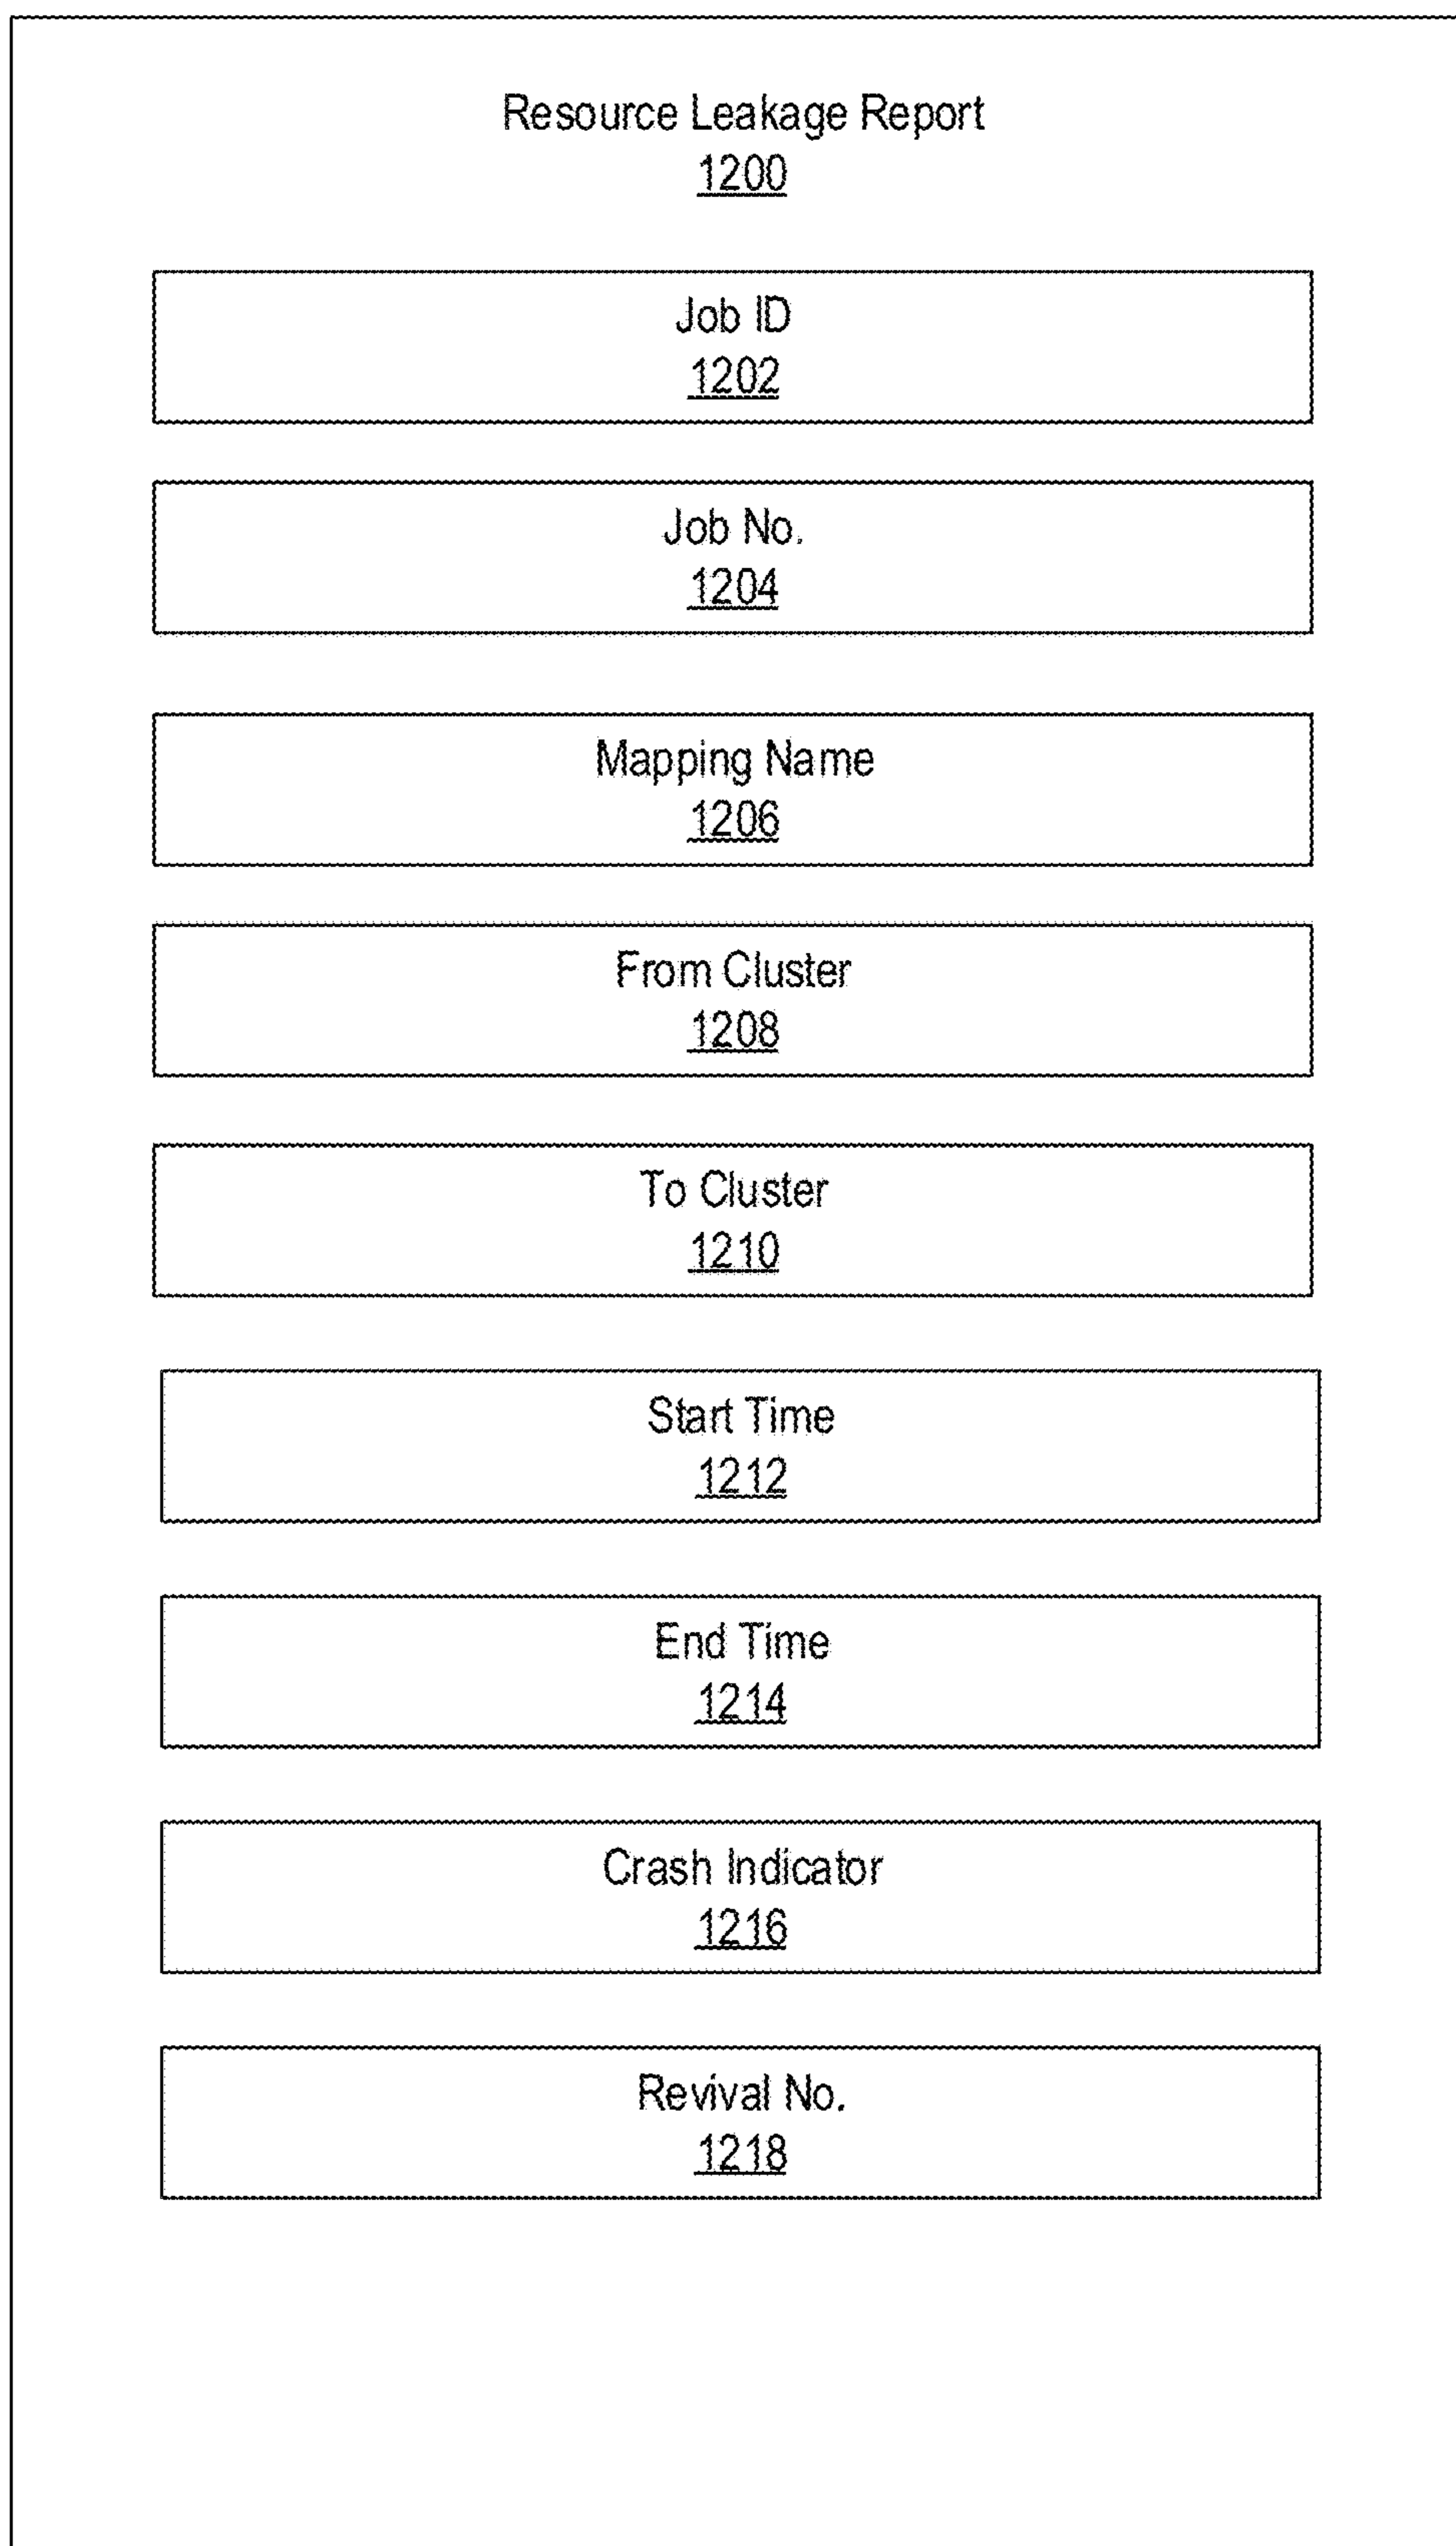 Resource Leakage Report
1200
Job ID
1202
Job No.
1204
Mapping Name
1206
From Cluster
1208
To Cluster
1210
Start Time
1212
End Time
1214
Crash Indicator
1216
Revival No.
1218